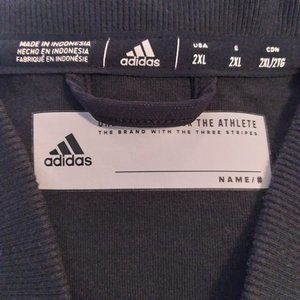 MADE IN INDONESIA
HECHO EN INDONESIA
FABRIQUÉ EN INDONÉSIE
adidas
USA
2XL
E
2XL
CDN
2XL/2TG
THE ATHLETE
THE BRAND WITH THE THREE STRIPES
adidas
NAME/#